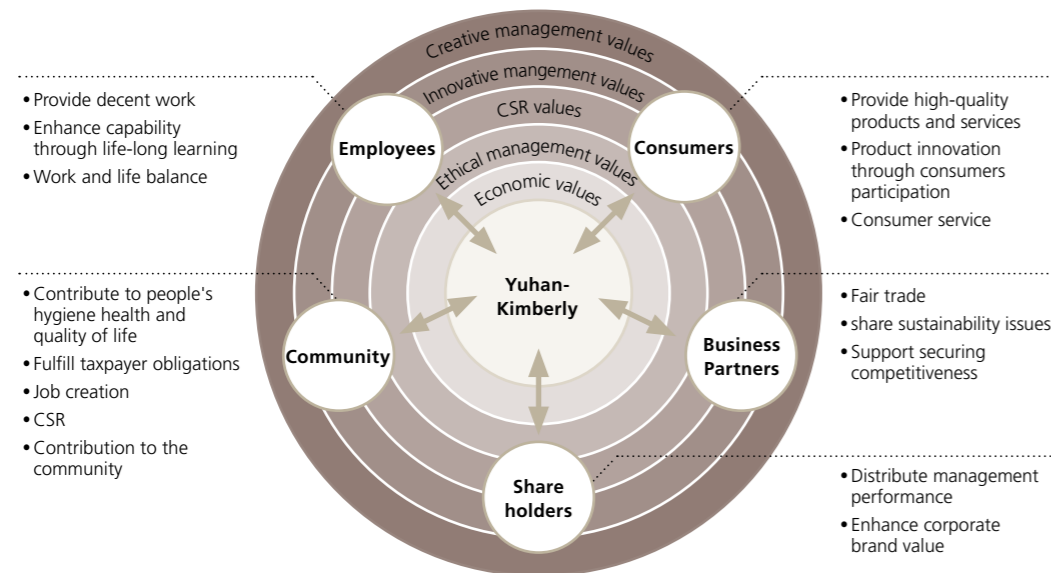 Creative management values
Innovative mangement values
CSR values
Ethical management values
Economic values
Yuhan-
Kimberly
Employees
• Provide decent work
• Enhance capability
through life-long learning
• Work and life balance
Consumers
• Provide high-quality
products and services
• Product innovation
through consumers
participation
• Consumer service
Community
• Contribute to people's
hygiene health and
quality of life
• Fulfill taxpayer obligations
• Job creation
• CSR
• Contribution to the
community
Business
Partners
• Fair trade
• share sustainability issues
• Support securing
competitiveness
Share
holders
• Distribute management
performance
• Enhance corporate
brand value